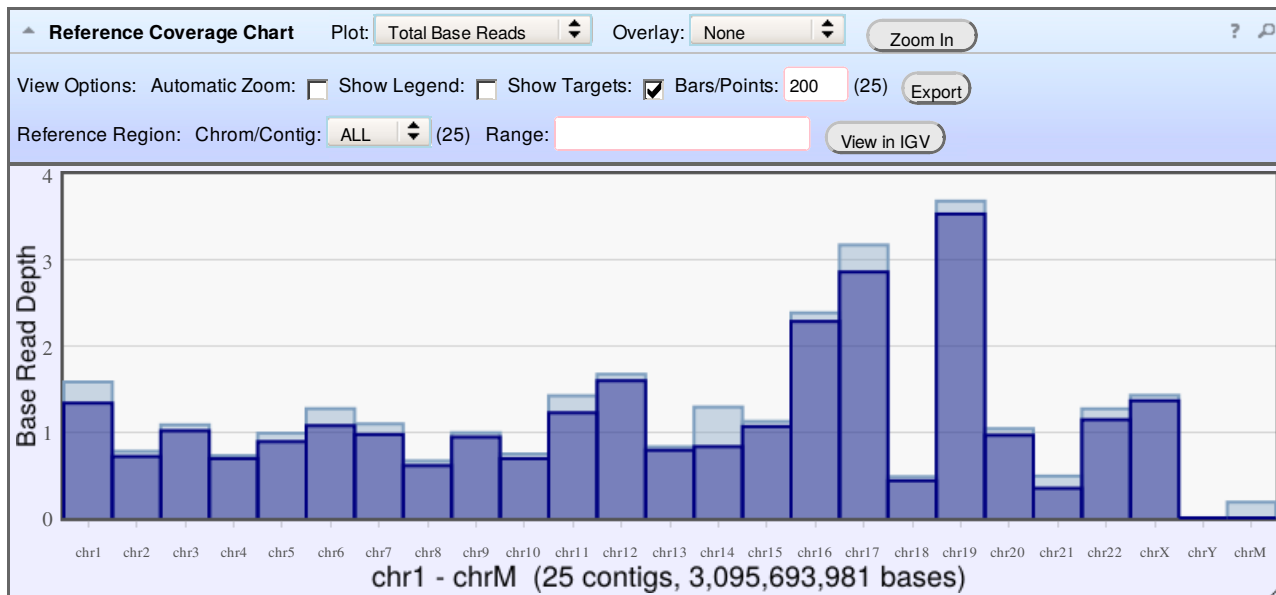 Reference Coverage Chart Plot: Total Base Reads Overlay: None Zoom In ?
View Options: Automatic Zoom: Show Legend: Show Targets: Bars/Points: 200 (25) Export
Reference Region: Chrom/Contig: ALL (25) Range: View in IGV
4
3
2
1
0
Base Read Depth
chr1 chr2 chr3 chr4 chr5 chr6 chr7 chr8 chr9 chr10 chr11 chr12 chr13 chr14 chr15 chr16 chr17 chr18 chr19 chr20 chr21 chr22 chrX chrY chrM
chr1 - chrM (25 contigs, 3,095,693,981 bases)